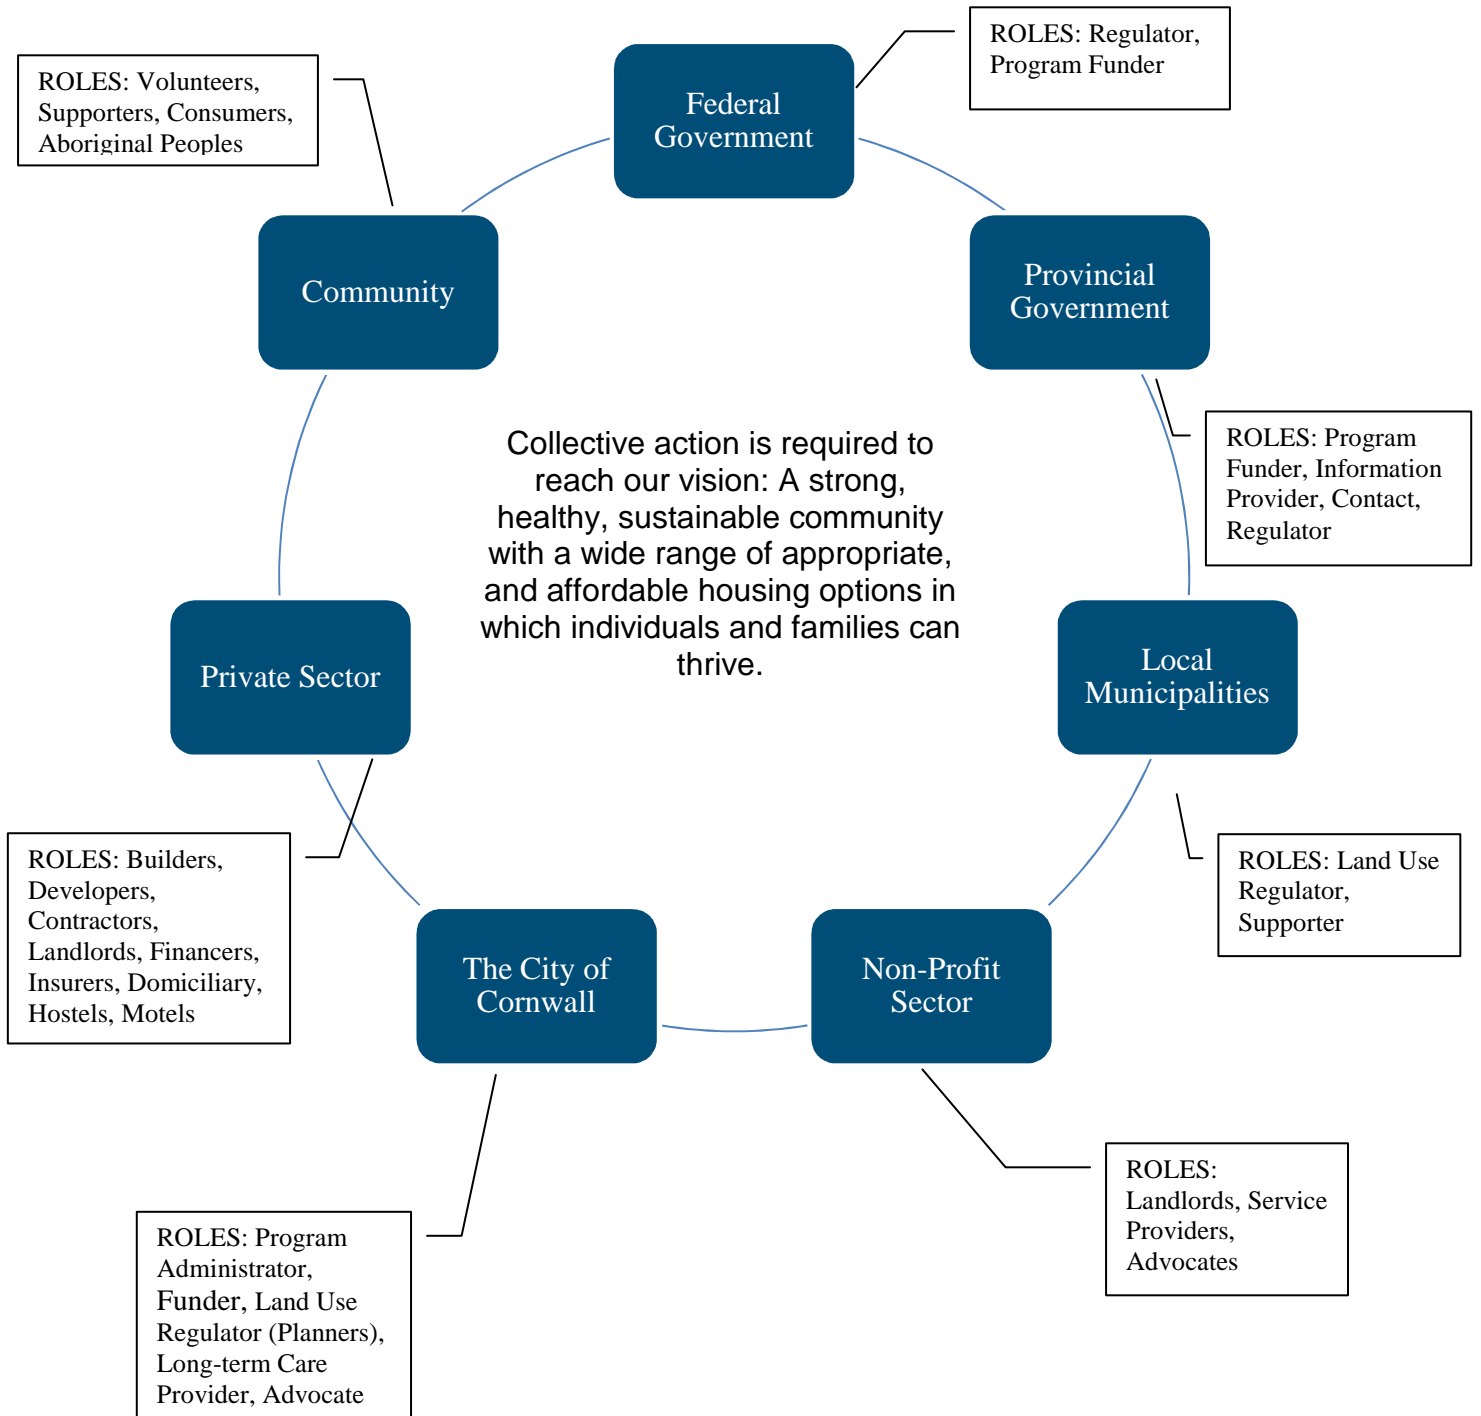 ROLES: Regulator,
Program Funder
ROLES: Volunteers,
Supporters, Consumers,
Aboriginal Peoples
Federal
Government
Community
Provincial
Government
Collective action is required to
reach our vision: A strong,
healthy, sustainable community
with a wide range of appropriate,
and affordable housing options in
which individuals and families can
thrive.
ROLES: Program
Funder, Information
Provider, Contact,
Regulator
Private Sector
Local
Municipalities
ROLES: Builders,
Developers,
Contractors,
Landlords, Financers,
Insurers, Domiciliary,
Hostels, Motels
ROLES: Land Use
Regulator,
Supporter
The City of
Cornwall
Non-Profit
Sector
ROLES:
Landlords, Service
Providers,
Advocates
ROLES: Program
Administrator,
Funder, Land Use
Regulator (Planners),
Long-term Care
Provider, Advocate